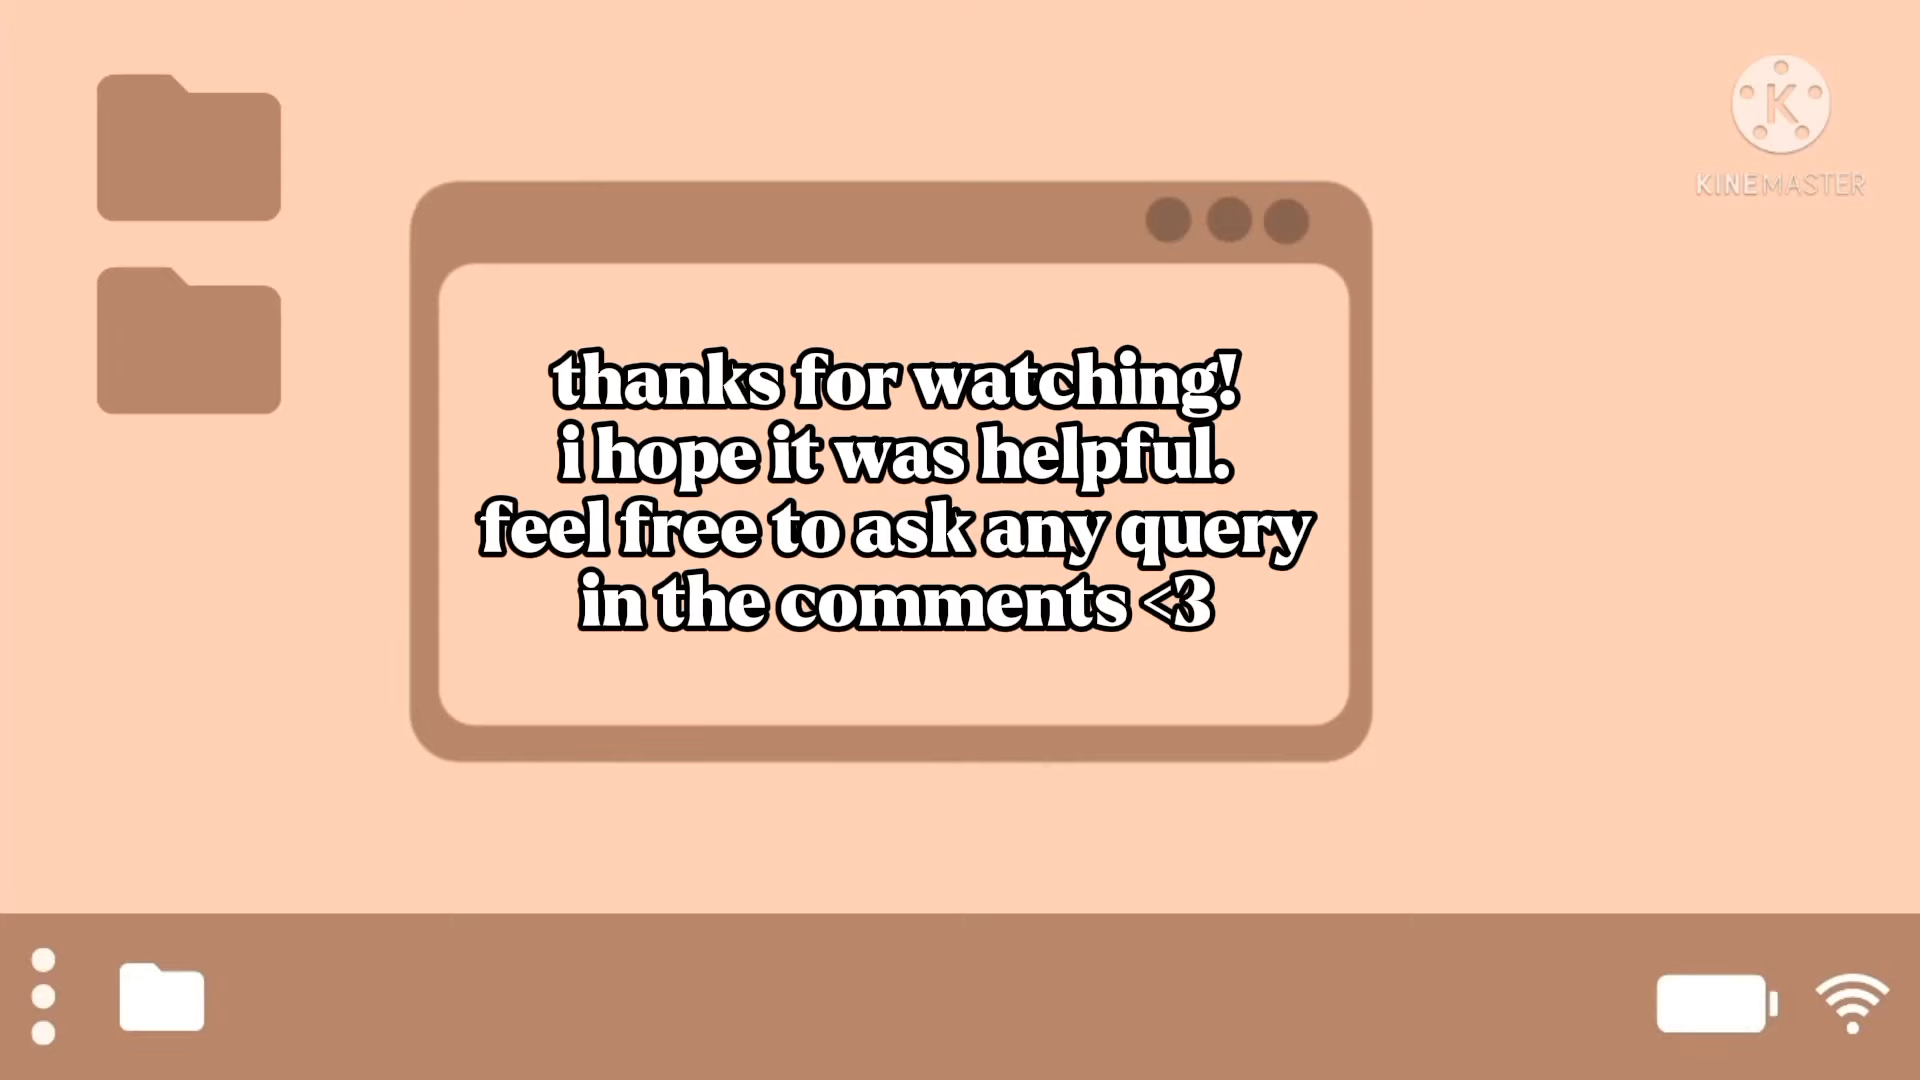 K
KINEMASTER
thanks for watching!
i hope it was helpful.
feel free to ask any query
in the comments <3